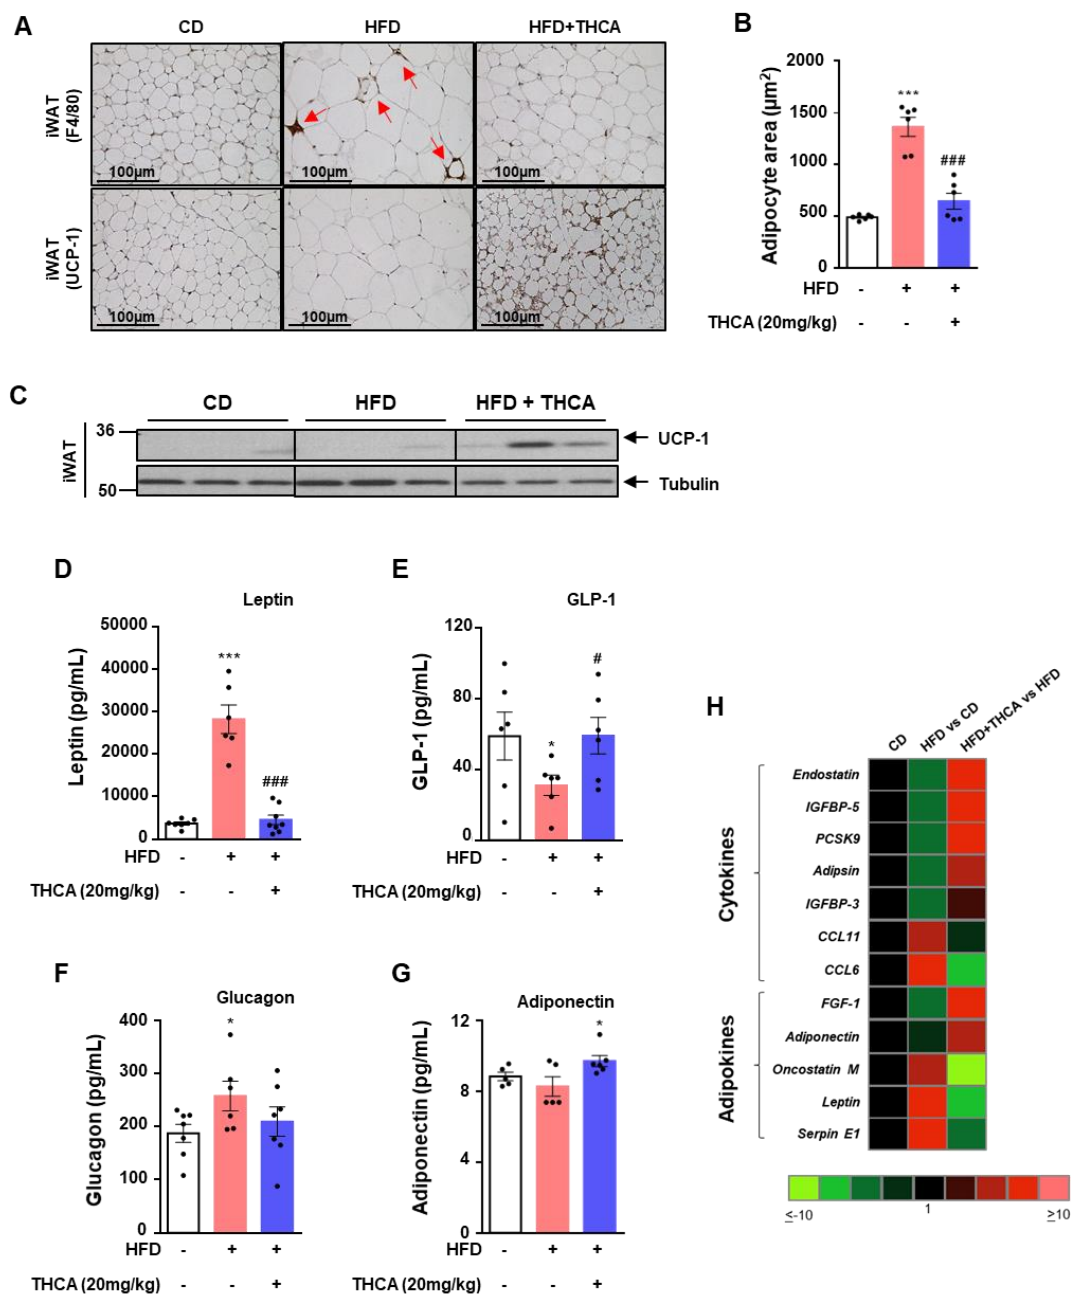 A
CD
HFD
HFD+THCA
iWAT
(F4/80)
100µm
100µm
100µm
iWAT
(UCP-1)
100µm
100µm
100µm
B
Adipocyte area (µm2)
2000
1500
1000
500
0
***
###
HFD - + +
THCA (20mg/kg) - - +
C
CD
HFD
HFD + THCA
iWAT
36
50
UCP-1
Tubulin
D
Leptin
Leptin (pg/mL)
50000
40000
30000
20000
10000
0
***
###
HFD - + +
THCA (20mg/kg) - - +
E
GLP-1
GLP-1 (pg/mL)
120
80
40
0
*
#
HFD - + +
THCA (20mg/kg) - - +
F
Glucagon
Glucagon (pg/mL)
400
300
200
100
0
*
HFD - + +
THCA (20mg/kg) - - +
G
Adiponectin
Adiponectin (pg/mL)
12
8
4
0
*
HFD - + +
THCA (20mg/kg) - - +
H
CD
HFD vs CD
HFD+THCA vs HFD
Cytokines
Endostatin
IGFBP-5
PCSK9
Adipsin
IGFBP-3
CCL11
CCL6
Adipokines
FGF-1
Adiponectin
Oncostatin M
Leptin
Serpin E1
≤-10
1
≥10